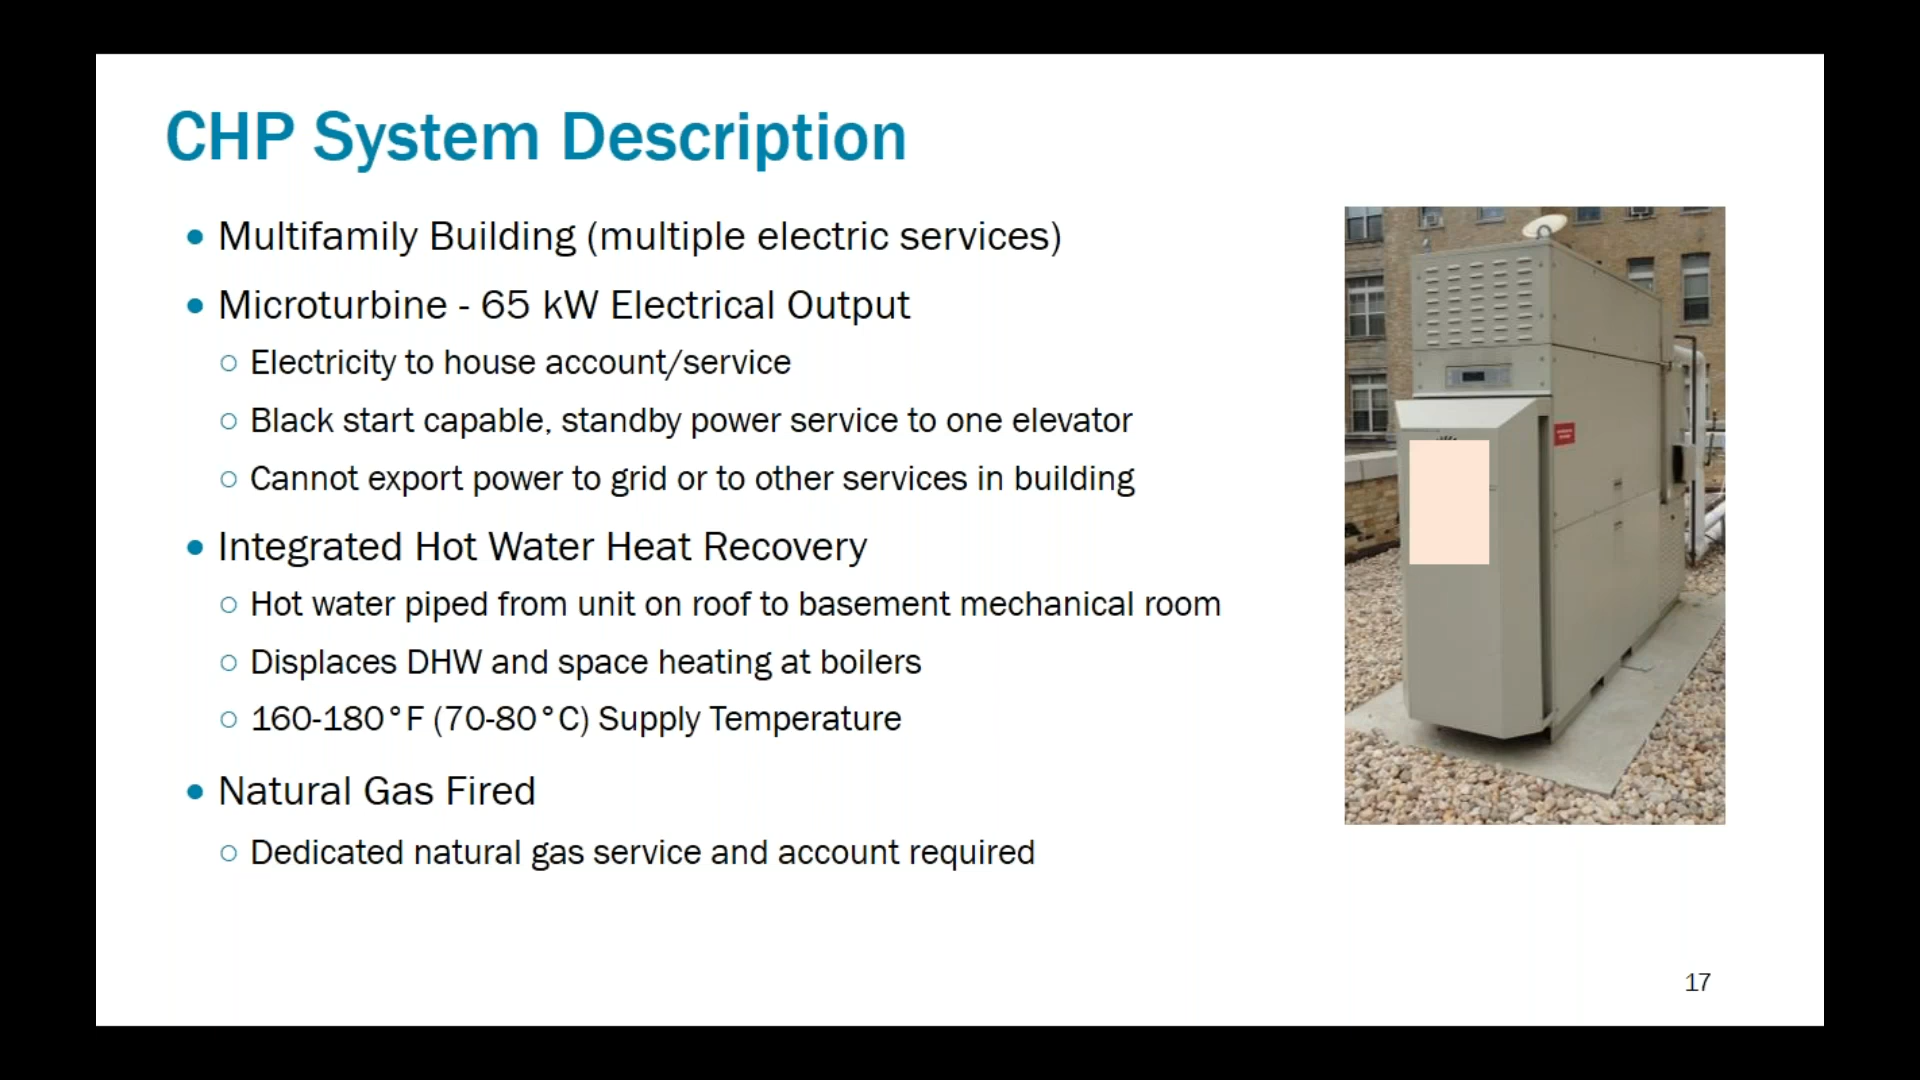 CHP System Description
• Multifamily Building (multiple electric services)
• Microturbine - 65 kW Electrical Output
○ Electricity to house account/service
○ Black start capable, standby power service to one elevator
○ Cannot export power to grid or to other services in building
• Integrated Hot Water Heat Recovery
○ Hot water piped from unit on roof to basement mechanical room
○ Displaces DHW and space heating at boilers
○ 160-180°F (70-80°C) Supply Temperature
• Natural Gas Fired
○ Dedicated natural gas service and account required
17